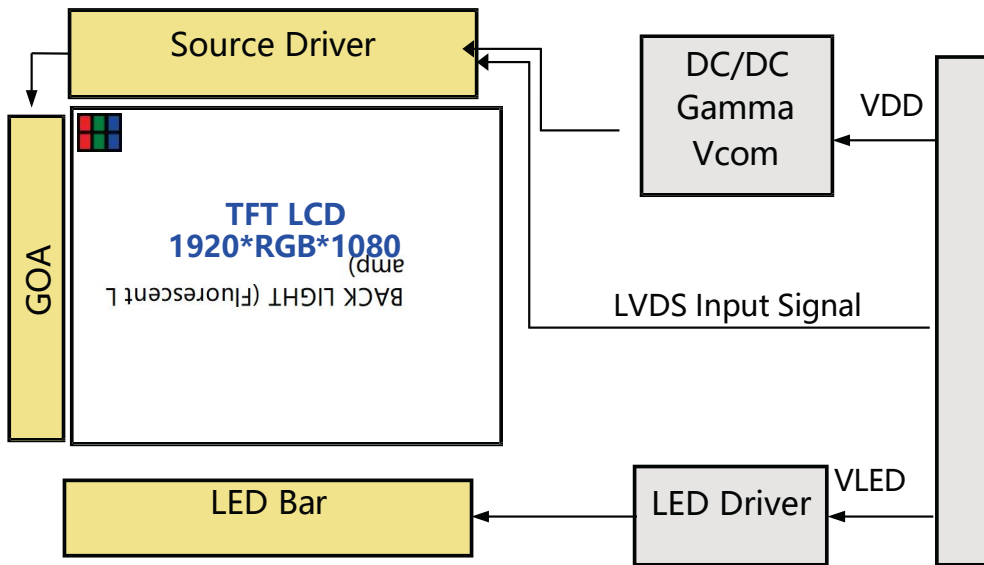 Source Driver
DC/DC
Gamma
Vcom
VDD
GOA
TFT LCD
1920*RGB*1080
BACK LIGHT (Fluorescent L
amp)
LVDS Input Signal
LED Bar
LED Driver
VLED